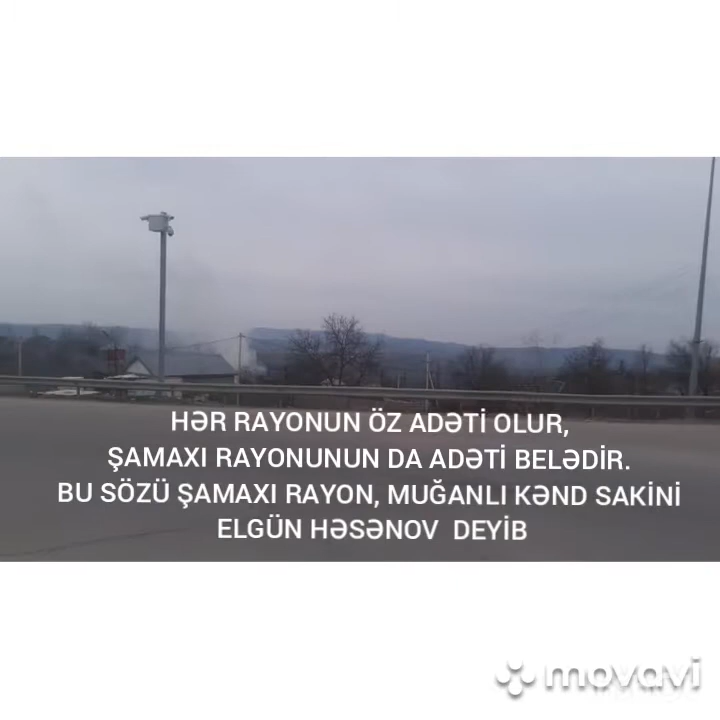 HƏR RAYONUN ÖZ ADƏTİ OLUR,
ŞAMAXI RAYONUNUN DA ADƏTİ BELƏDİR.
BU SÖZÜ ŞAMAXI RAYON, MUĞANLI KƏND SAKİNİ
ELGÜN HƏSƏNOV DEYİB
movavi